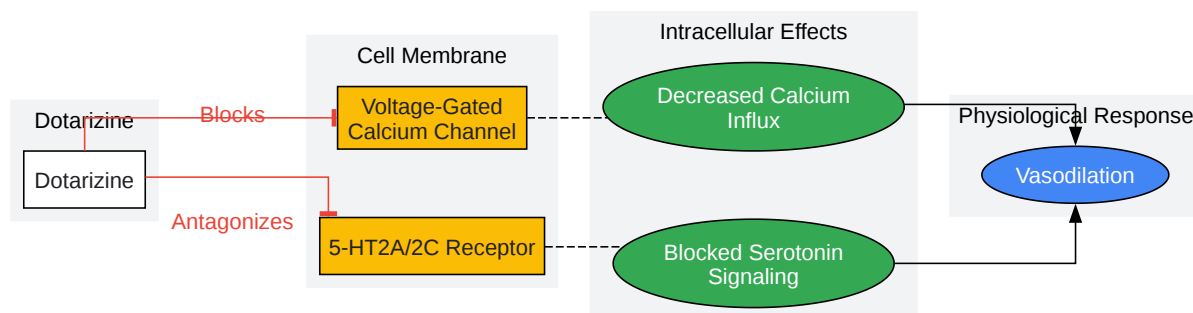 Dotarizine
Dotarizine
Blocks
Antagonizes
Cell Membrane
Voltage-Gated
Calcium Channel
5-HT2A/2C Receptor
Intracellular Effects
Decreased Calcium
Influx
Blocked Serotonin
Signaling
Physiological Response
Vasodilation